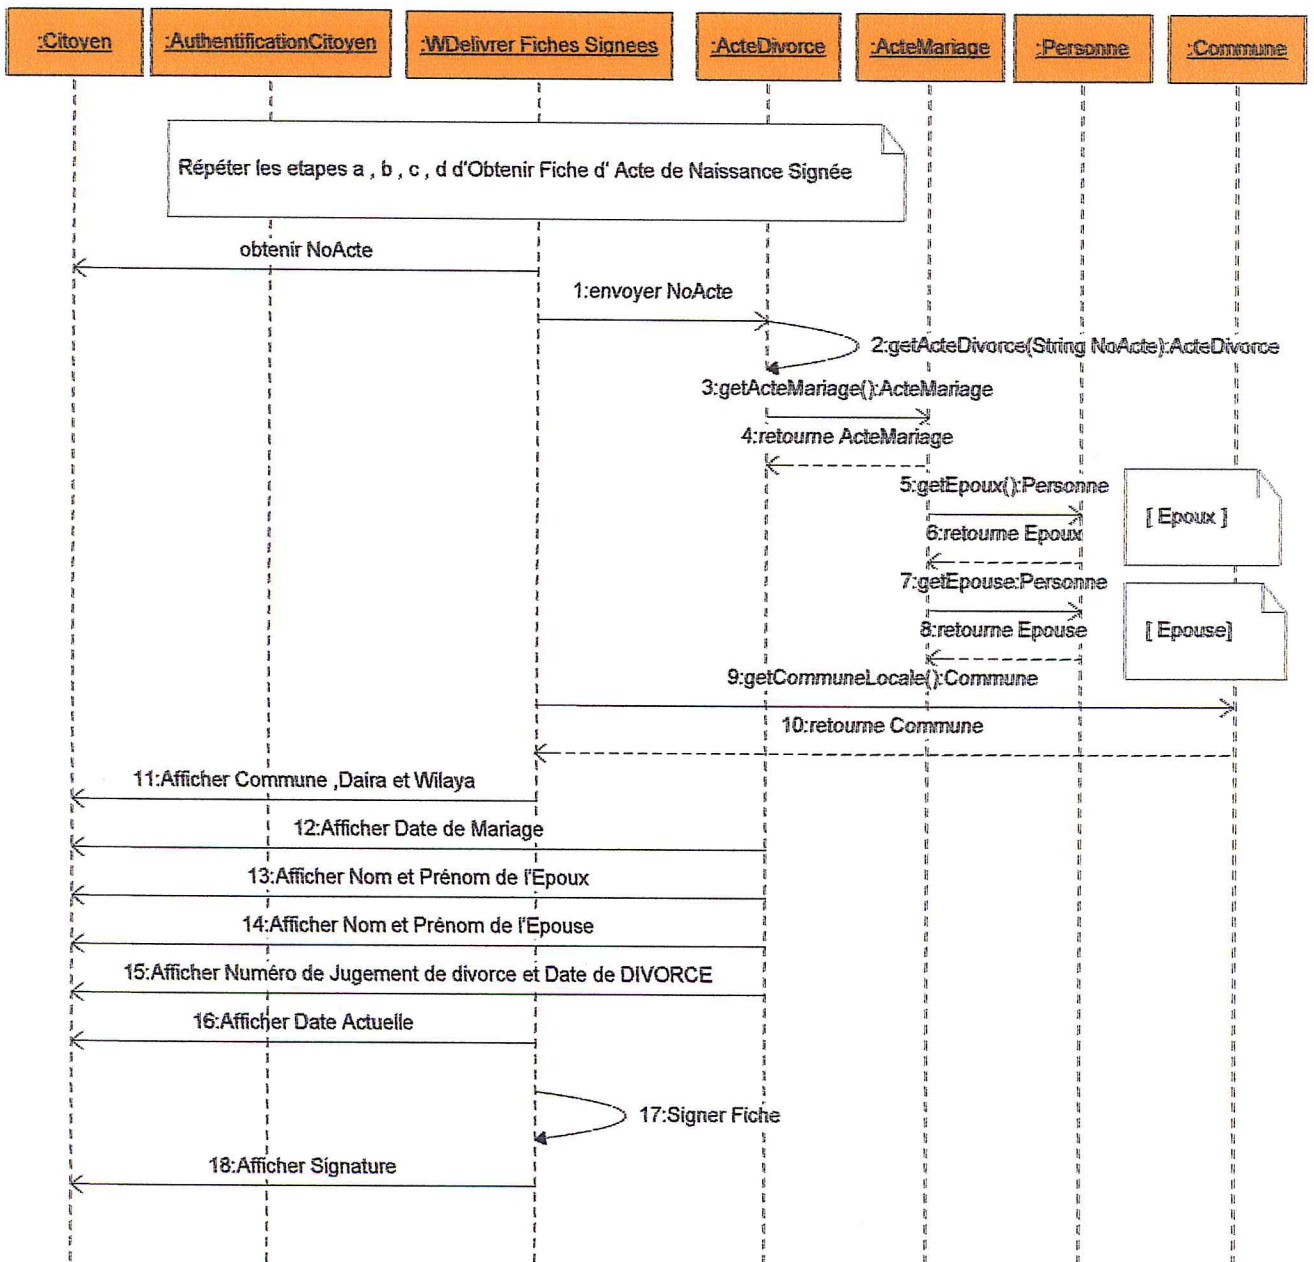 :Citoyen
:AuthentificationCitoyen
:WDelivrer Fiches Signees
:ActeDivorce
:ActeMariage
:Personne
:Commune
Répéter les etapes a , b , c , d d'Obtenir Fiche d' Acte de Naissance Signée
obtenir NoActe
1:envoyer NoActe
2:getActeDivorce(String NoActe):ActeDivorce
3:getActeMariage():ActeMariage
4:retourne ActeMariage
5:getEpoux():Personne
[ Epoux ]
6:retourne Epoux
7:getEpouse:Personne
8:retourne Epouse
[ Epouse]
9:getCommuneLocale():Commune
10:retourne Commune
11:Afficher Commune ,Daira et Wilaya
12:Afficher Date de Mariage
13:Afficher Nom et Prénom de l'Epoux
14:Afficher Nom et Prénom de l'Epouse
15:Afficher Numéro de Jugement de divorce et Date de DIVORCE
16:Afficher Date Actuelle
17:Signer Fiche
18:Afficher Signature